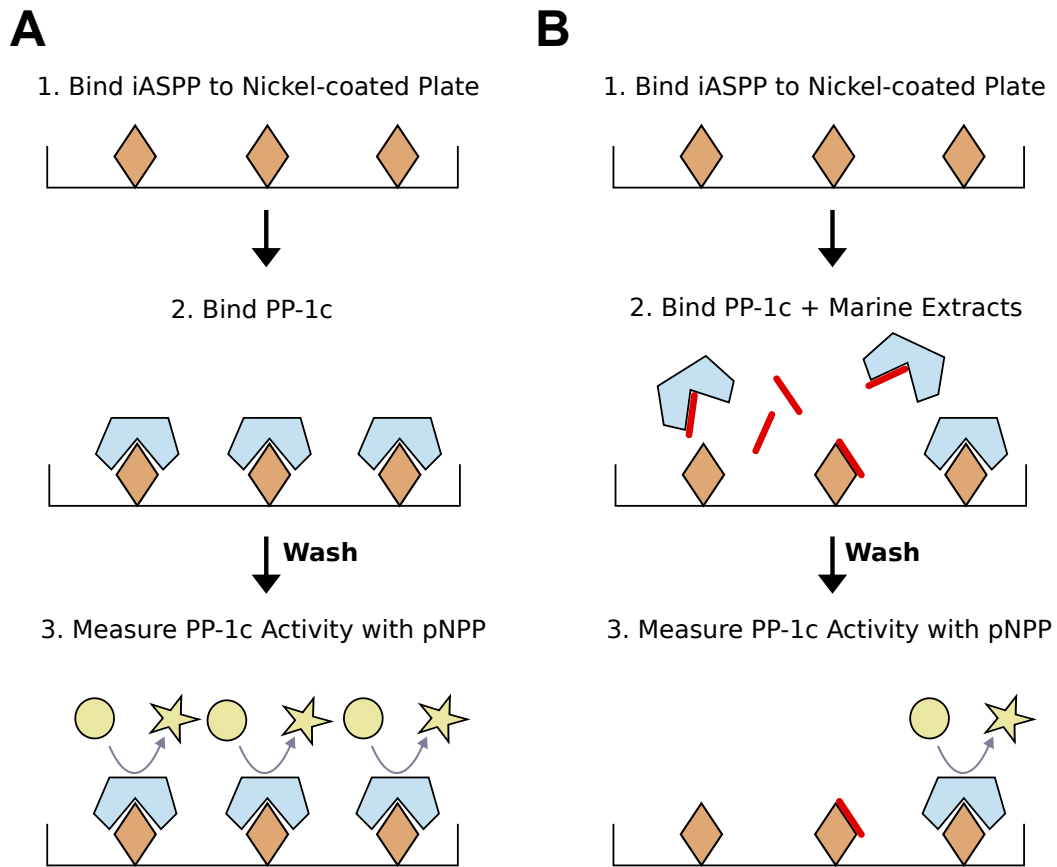 A
1. Bind iASPP to Nickel-coated Plate
2. Bind PP-1c
Wash
3. Measure PP-1c Activity with pNPP
B
1. Bind iASPP to Nickel-coated Plate
2. Bind PP-1c + Marine Extracts
Wash
3. Measure PP-1c Activity with pNPP